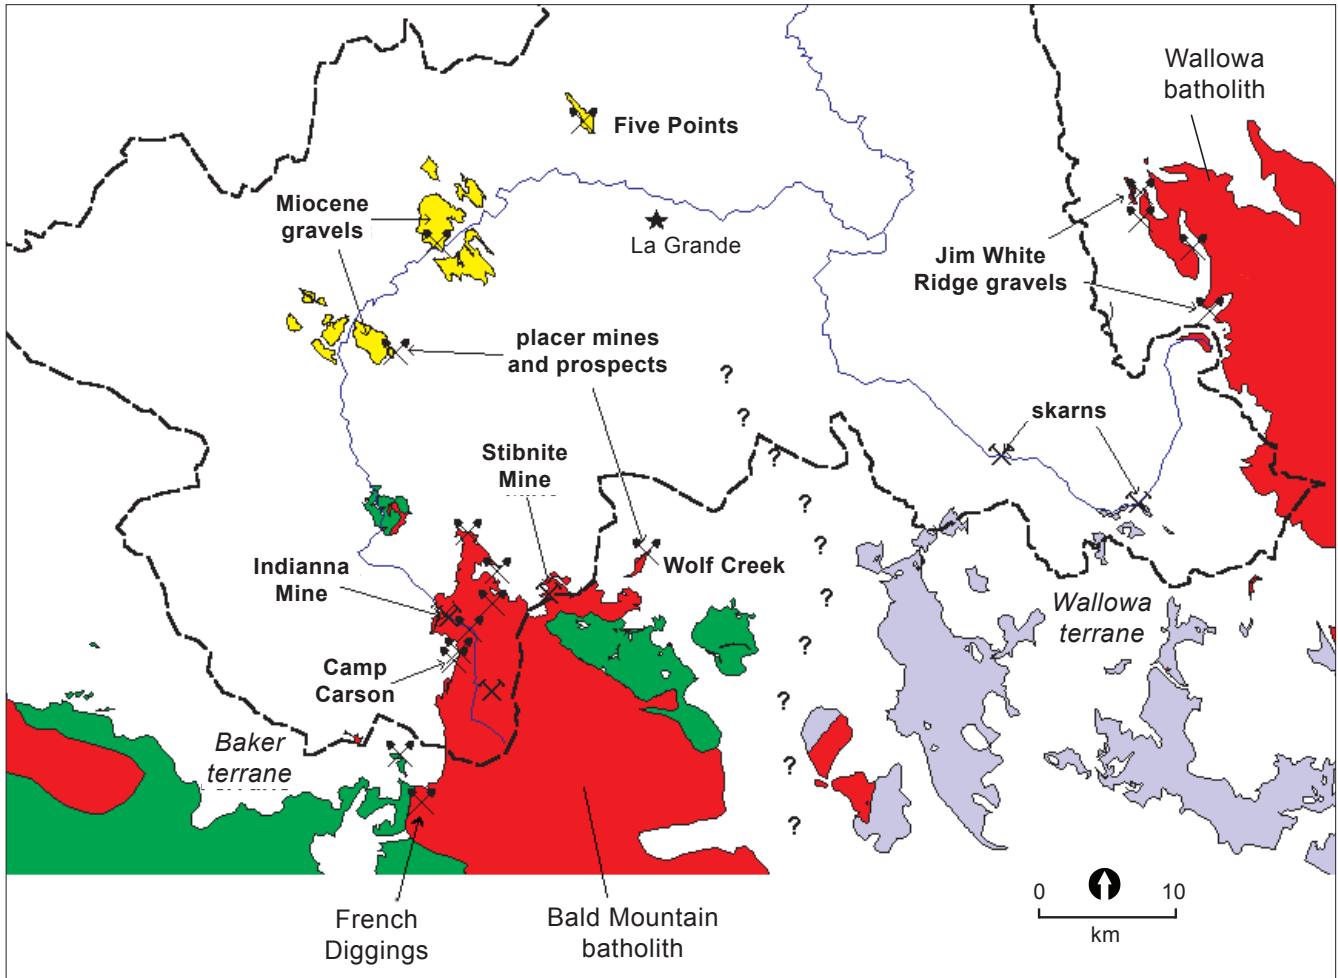 Wallowa
batholith
Five Points
Miocene
gravels
La Grande
Jim White
Ridge gravels
placer mines
and prospects
?
?
skarns
Stibnite
Mine
?
?
?
Indianna
Mine
Wolf Creek
?
Wallowa
terrane
?
Camp
Carson
?
Baker
terrane
?
?
0 10
km
French
Diggings
Bald Mountain
batholith